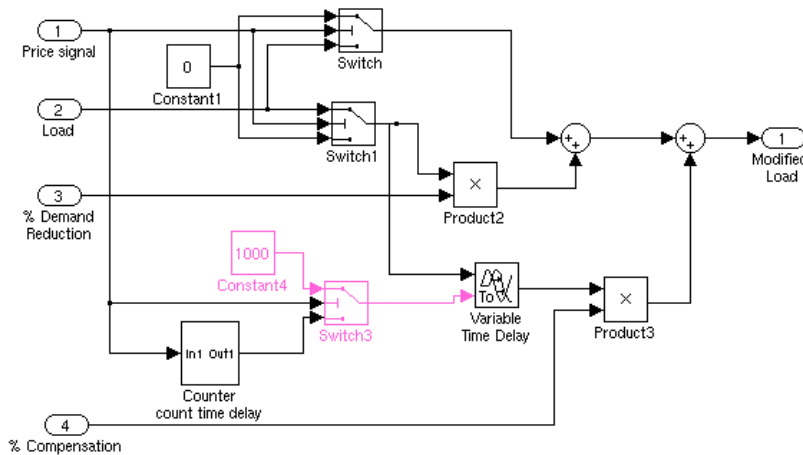 1
Price signal
0
Constant1
Switch
2
Load
Switch1
3
% Demand
Reduction
×
Product2
+
+
+
+
1
Modified
Load
1000
Constant4
Switch3
To
Variable
Time Delay
×
Product3
In1 Out1
Counter
count time delay
4
% Compensation